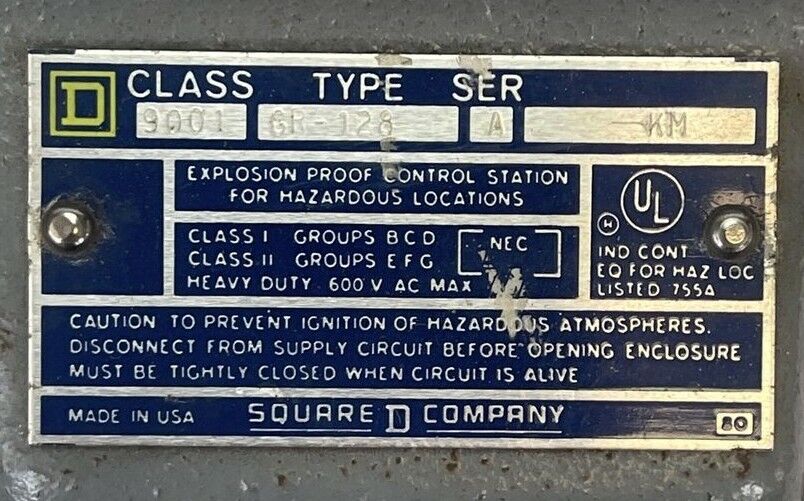 D CLASS TYPE SER
9001 BR-128 A KM
EXPLOSION PROOF CONTROL STATION
FOR HAZARDOUS LOCATIONS
CLASS I GROUPS B C D
CLASS II GROUPS E F G
HEAVY DUTY 600 V AC MAX
NEC
UL
W
IND CONT
EQ FOR HAZ LOC
LISTED 755A
CAUTION TO PREVENT IGNITION OF HAZARDOUS ATMOSPHERES.
DISCONNECT FROM SUPPLY CIRCUIT BEFORE OPENING ENCLOSURE
MUST BE TIGHTLY CLOSED WHEN CIRCUIT IS ALIVE
MADE IN USA SQUARE D COMPANY 80